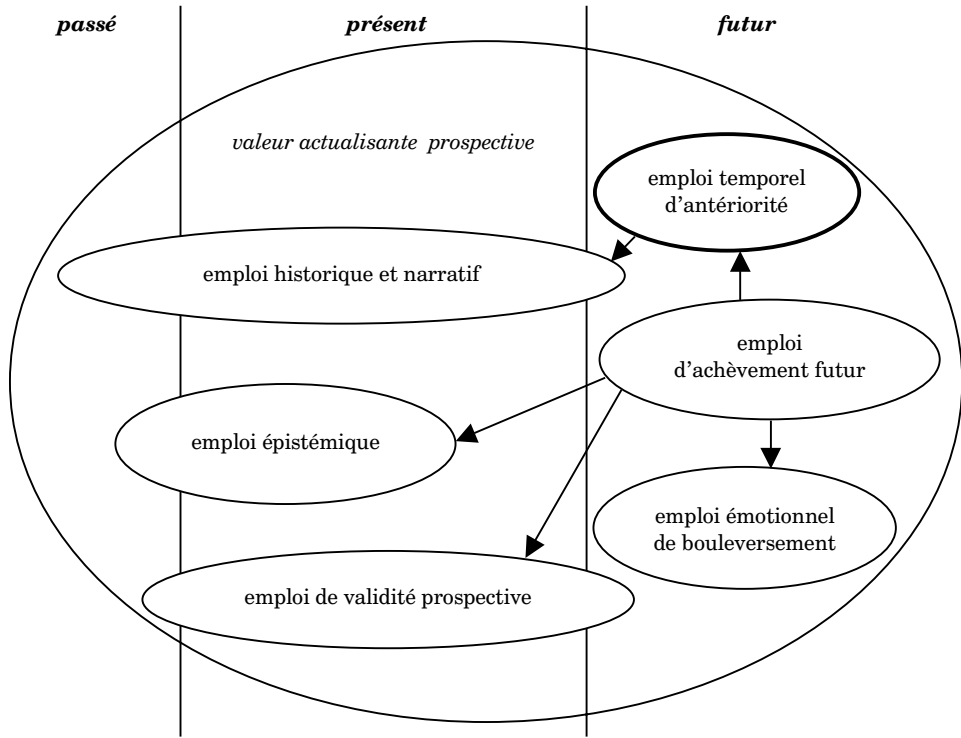 passé présent futur
valeur actualisante prospective
emploi temporel
d'antériorité
emploi historique et narratif
emploi
d'achèvement futur
emploi épistémique
emploi émotionnel
de bouleversement
emploi de validité prospective